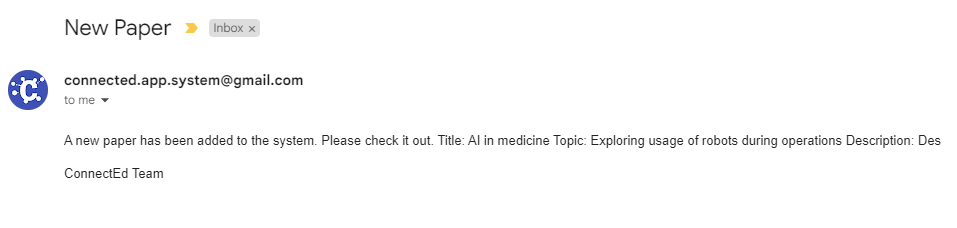 New Paper Inbox ×
C
connected.app.system@gmail.com
to me
A new paper has been added to the system. Please check it out. Title: AI in medicine Topic: Exploring usage of robots during operations Description: Des
ConnectEd Team